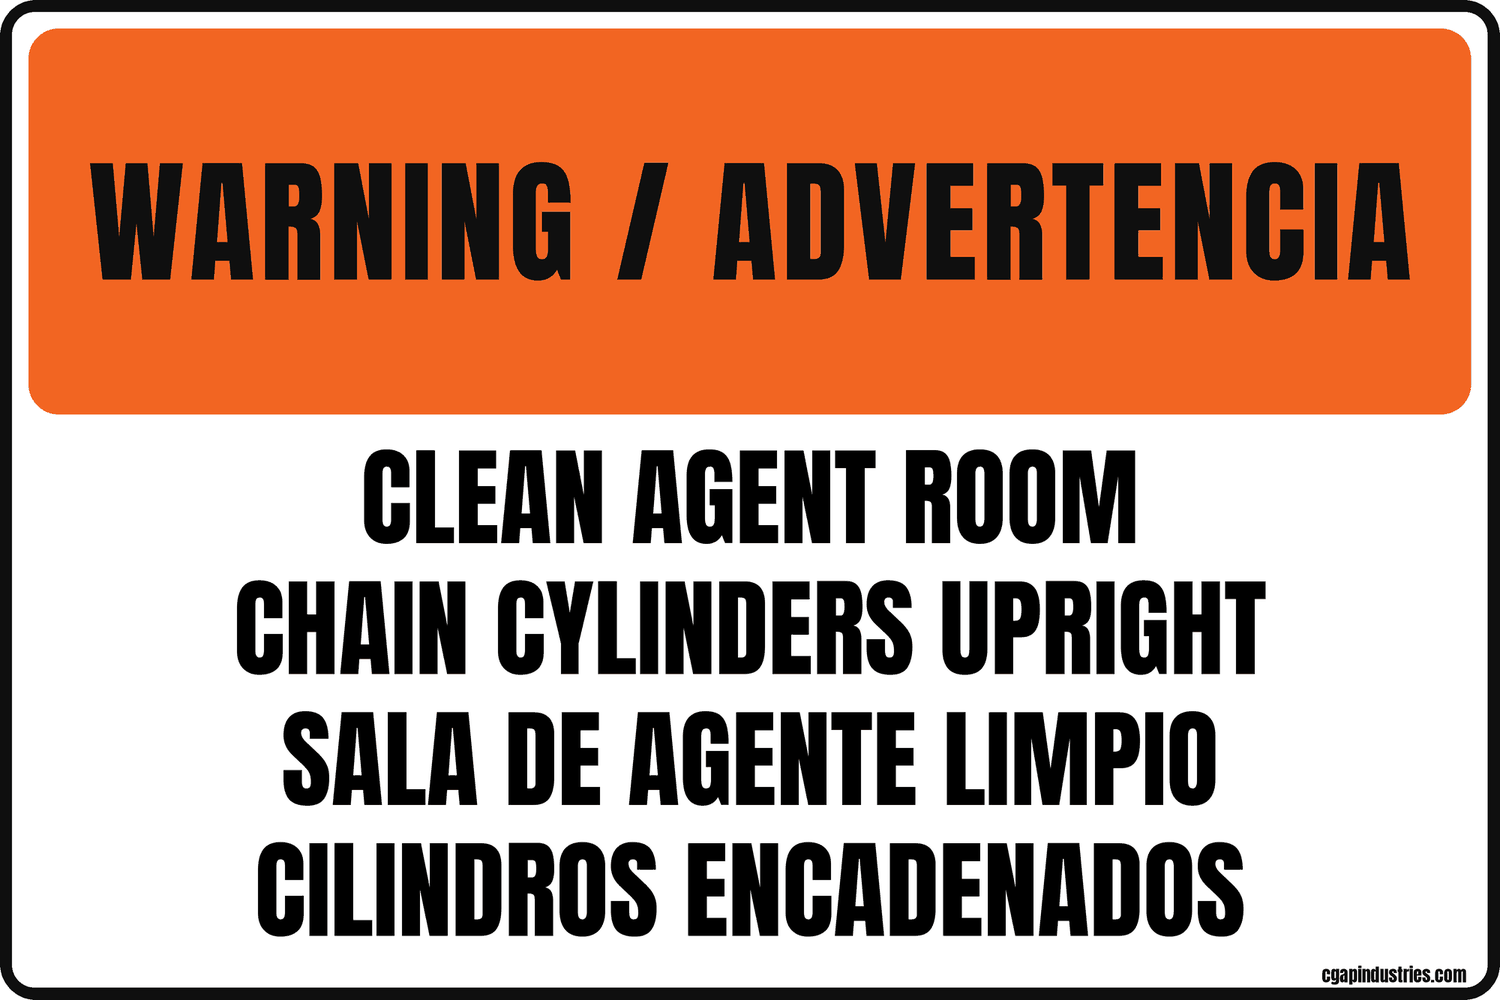 WARNING / ADVERTENCIA
CLEAN AGENT ROOM
CHAIN CYLINDERS UPRIGHT
SALA DE AGENTE LIMPIO
CILINDROS ENCADENADOS
cgapindustries.com